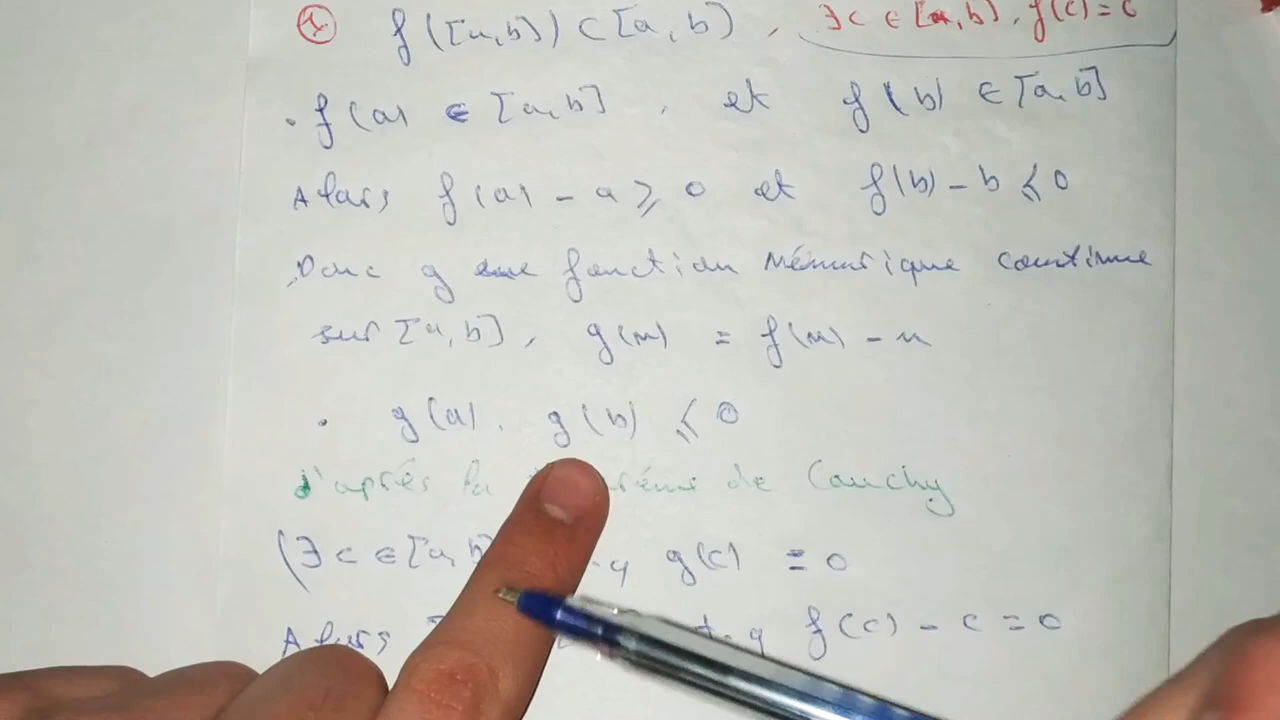 ① f([a,b]) ⊂ [a,b], ∃c ∈ [a,b], f(c)=c
• f(a) ∈ [a,b], et f(b) ∈ [a,b]
Alors f(a) - a ≥ 0 et f(b) - b ≤ 0
Donc g une fonction numérique continue
sur [a,b], g(x) = f(x) - x
• g(a). g(b) ≤ 0
d'après la de Cauchy
(∃c ∈ [a,b] g(c) = 0
Alors t.q f(c) - c = 0